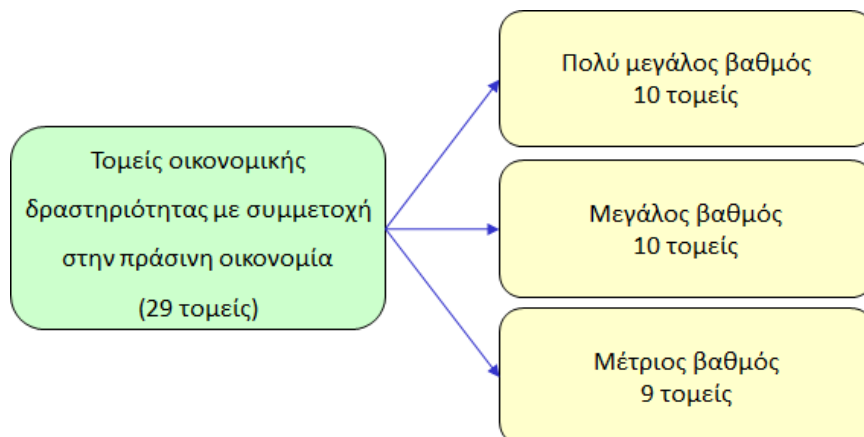 Τομείς οικονομικής
δραστηριότητας με συμμετοχή
στην πράσινη οικονομία
(29 τομείς)
Πολύ μεγάλος βαθμός
10 τομείς
Μεγάλος βαθμός
10 τομείς
Μέτριος βαθμός
9 τομείς